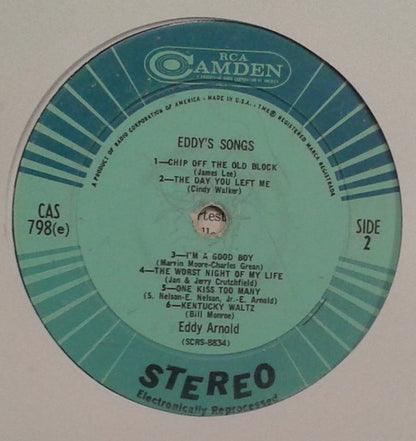 RCA
CAMDEN
A PRODUCT OF RADIO CORPORATION OF AMERICA - MADE IN U.S.A. - TMK ® REGISTERED MARCA REGISTRADA
EDDY'S SONGS
1—CHIP OFF THE OLD BLOCK
(James Lee)
2—THE DAY YOU LEFT ME
(Cindy Walker)
CAS
798(e)
SIDE
2
3—I'M A GOOD BOY
(Marvin Moore-Charles Grean)
4—THE WORST NIGHT OF MY LIFE
(Jan & Jerry Crutchfield)
5—ONE KISS TOO MANY
(S. Nelson-E. Nelson, Jr.-E. Arnold)
6—KENTUCKY WALTZ
(Bill Monroe)
Eddy Arnold
(SCRS-8834)
STEREO
Electronically Reprocessed